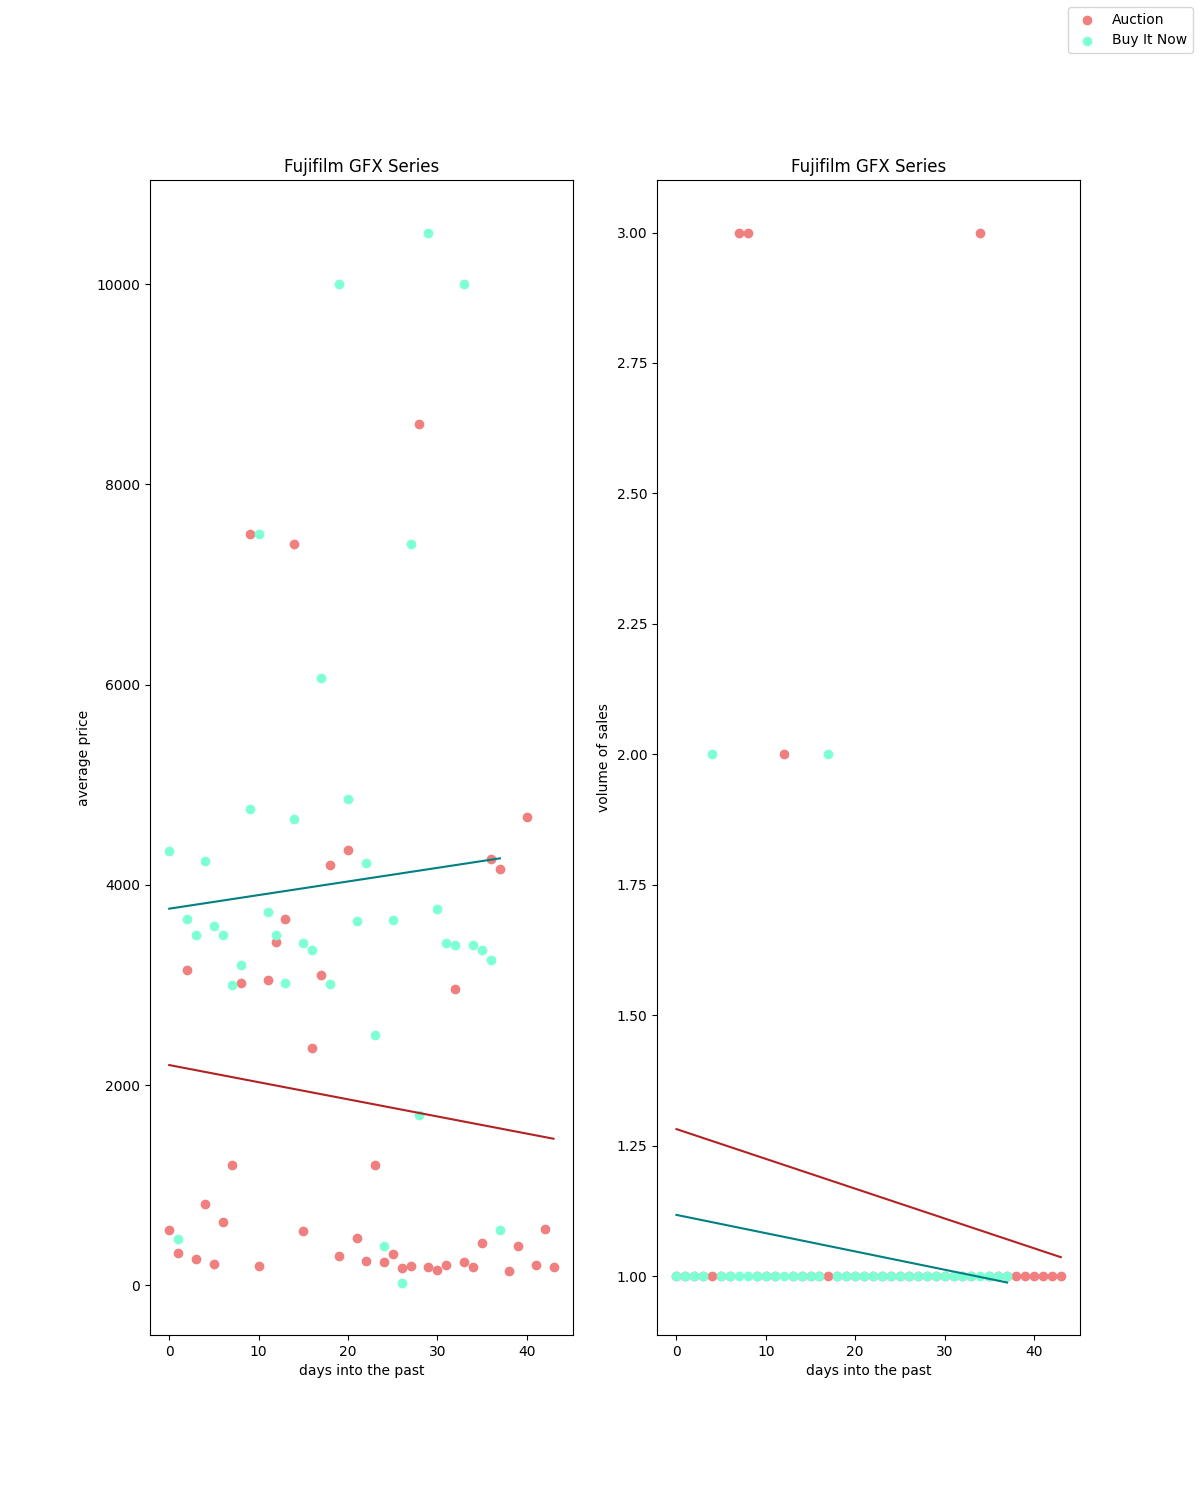 Auction
Buy It Now
Fujifilm GFX Series
average price
10000
8000
6000
4000
2000
0
0 10 20 30 40
days into the past
Fujifilm GFX Series
volume of sales
3.00
2.75
2.50
2.25
2.00
1.75
1.50
1.25
1.00
0 10 20 30 40
days into the past